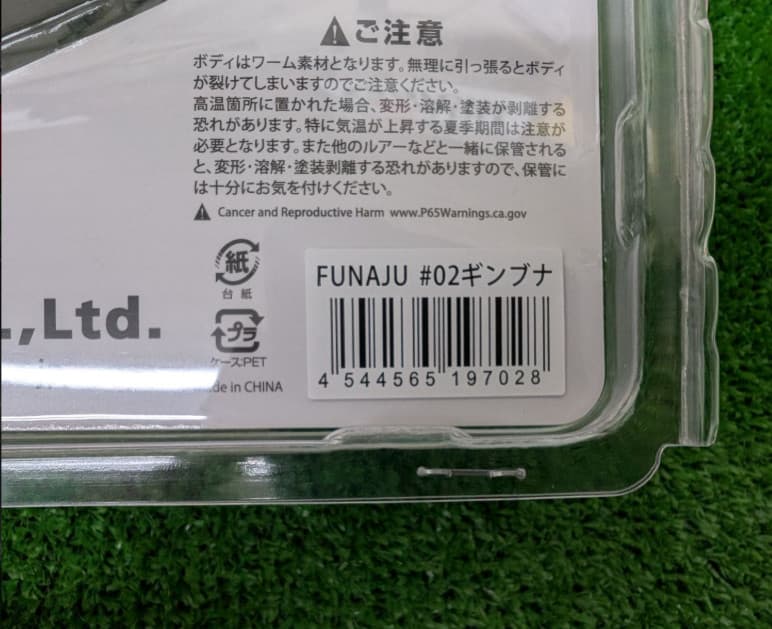 ⚠ご注意
ボディはワーム素材となります。無理に引っ張るとボディ
が裂けてしまいますのでご注意ください。
高温箇所に置かれた場合、変形・溶解・塗装が剥離する
恐れがあります。特に気温が上昇する夏季期間は注意が
必要となります。また他のルアーなどと一緒に保管される
と、変形・溶解・塗装剥離する恐れがありますので、保管に
は十分にお気を付けください。
⚠ Cancer and Reproductive Harm www.P65Warnings.ca.gov
紙
台紙
プラ
ケース:PET
.,Ltd.
de in CHINA
FUNAJU #02ギンブナ
4 544565 197028